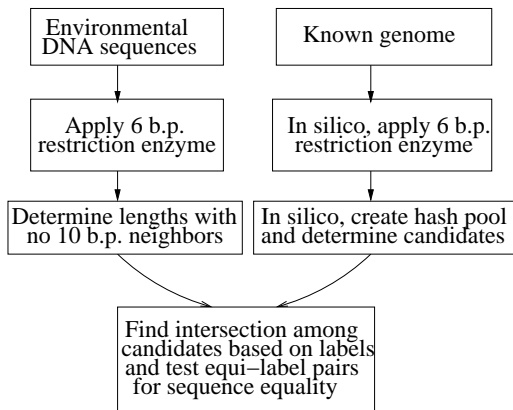 Environmental
DNA sequences
Known genome
Apply 6 b.p.
restriction enzyme
In silico, apply 6 b.p.
restriction enzyme
Determine lengths with
no 10 b.p. neighbors
In silico, create hash pool
and determine candidates
Find intersection among
candidates based on labels
and test equi−label pairs
for sequence equality